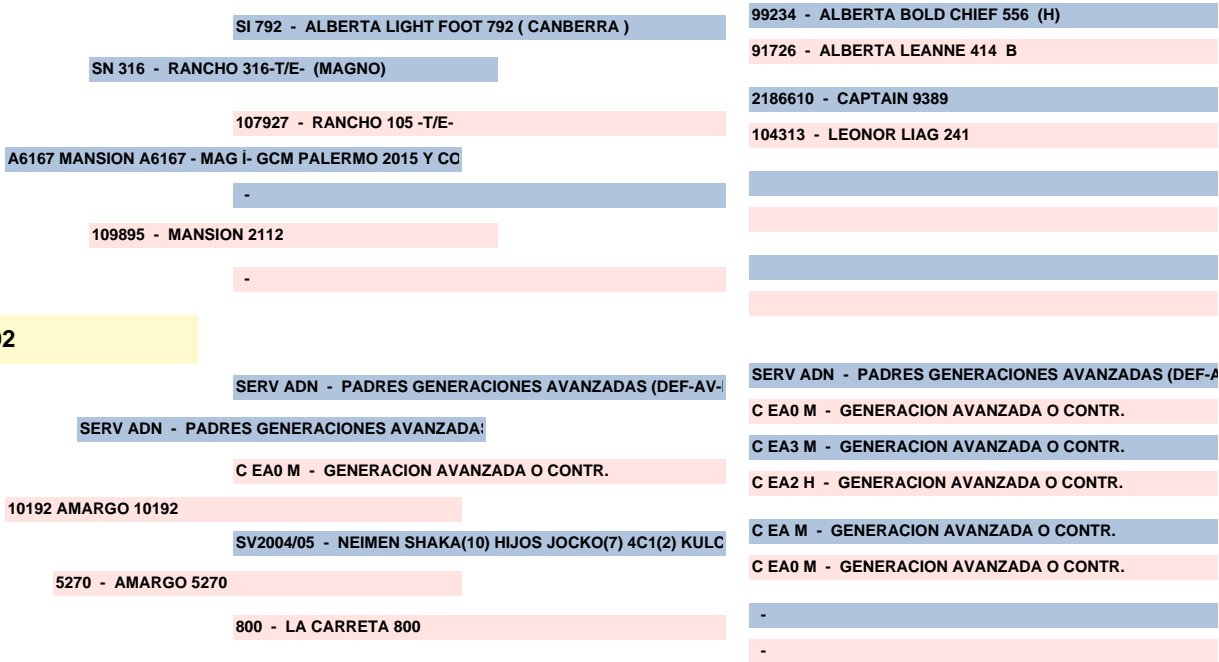 99234 - ALBERTA BOLD CHIEF 556 (H)
SI 792 - ALBERTA LIGHT FOOT 792 ( CANBERRA )
91726 - ALBERTA LEANNE 414 B
SN 316 - RANCHO 316-T/E- (MAGNO)
2186610 - CAPTAIN 9389
107927 - RANCHO 105 -T/E-
104313 - LEONOR LIAG 241
A6167 MANSION A6167 - MAG Í- GCM PALERMO 2015 Y CO
-
109895 - MANSION 2112
-
02
SERV ADN - PADRES GENERACIONES AVANZADAS (DEF-A
SERV ADN - PADRES GENERACIONES AVANZADAS (DEF-AV-
C EA0 M - GENERACION AVANZADA O CONTR.
SERV ADN - PADRES GENERACIONES AVANZADAS
C EA3 M - GENERACION AVANZADA O CONTR.
C EA0 M - GENERACION AVANZADA O CONTR.
C EA2 H - GENERACION AVANZADA O CONTR.
10192 AMARGO 10192
C EA M - GENERACION AVANZADA O CONTR.
SV2004/05 - NEIMEN SHAKA(10) HIJOS JOCKO(7) 4C1(2) KULC
C EA0 M - GENERACION AVANZADA O CONTR.
5270 - AMARGO 5270
-
800 - LA CARRETA 800
-